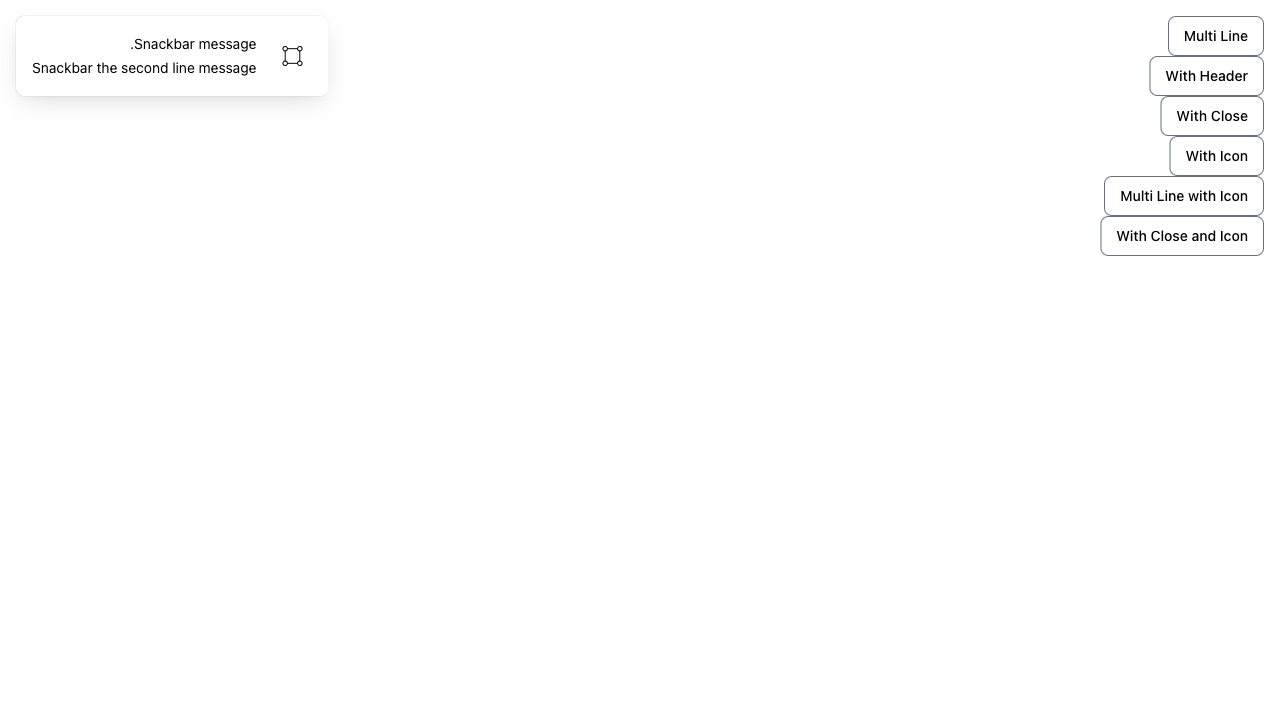 .Snackbar message
Snackbar the second line message
Multi Line
With Header
With Close
With Icon
Multi Line with Icon
With Close and Icon